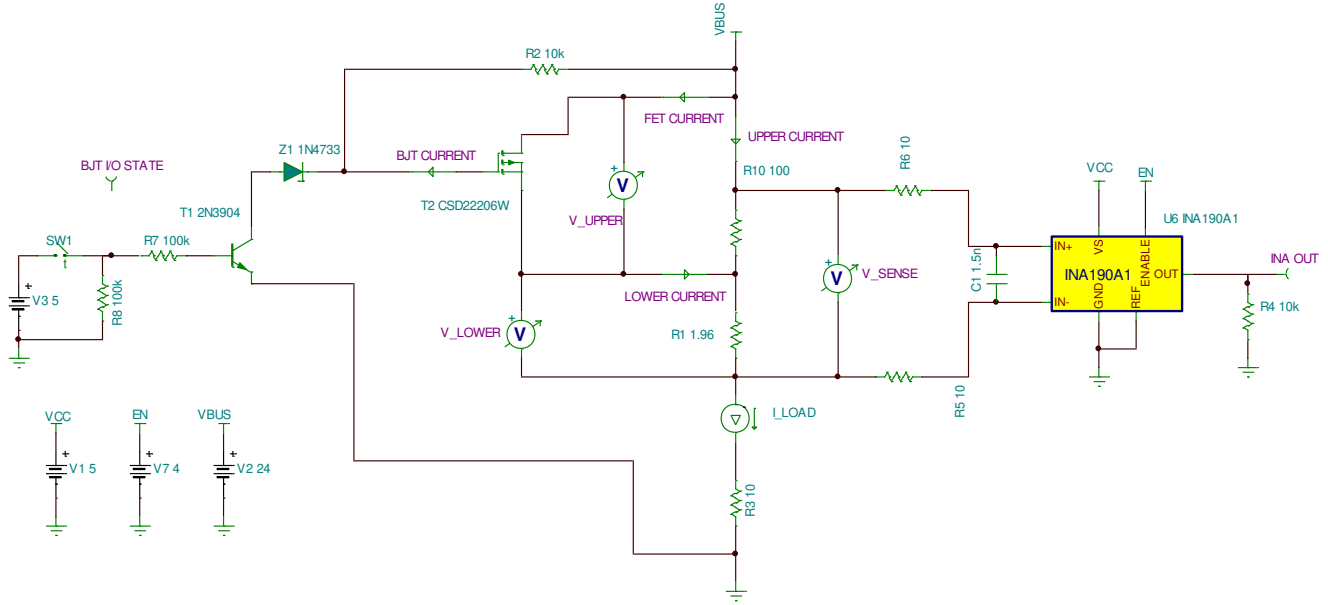 VBUS
R2 10k
FET CURRENT
UPPER CURRENT
Z1 1N4733
BJT CURRENT
BJT I/O STATE
R10 100
R6 10
VCC
EN
T2 CSD22206W
+
V
V_UPPER
T1 2N3904
U6 INA190A1
SW1
R7 100k
+
V
V_SENSE
C1 1.5n
IN+
VS
ENABLE
INA190A1
OUT
IN-
GND
REF
INA OUT
R4 10k
+
V3 5
R8 100k
LOWER CURRENT
+
V
V_LOWER
R1 1.96
R5 10
I_LOAD
VCC
EN
VBUS
+
V1 5
+
V7 4
+
V2 24
R3 10